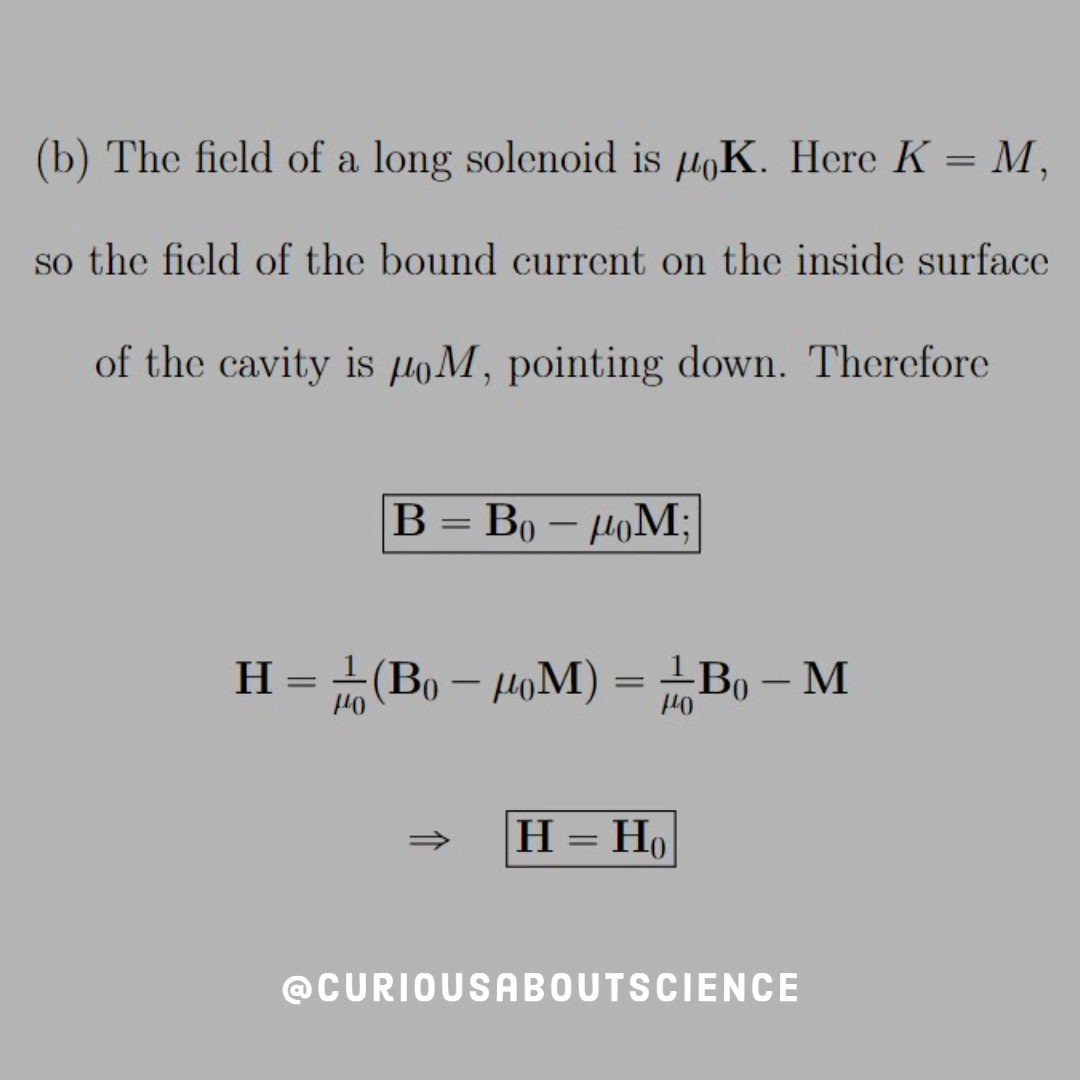 (b) The field of a long solenoid is μ₀𝐊. Here K = M,
so the field of the bound current on the inside surface
of the cavity is μ₀M, pointing down. Therefore
𝐁 = 𝐁₀ − μ₀𝐌;
𝐇 = 1/μ₀(𝐁₀ − μ₀𝐌) = 1/μ₀𝐁₀ − 𝐌
⇒ 𝐇 = 𝐇₀
@CURIOUSABOUTSCIENCE